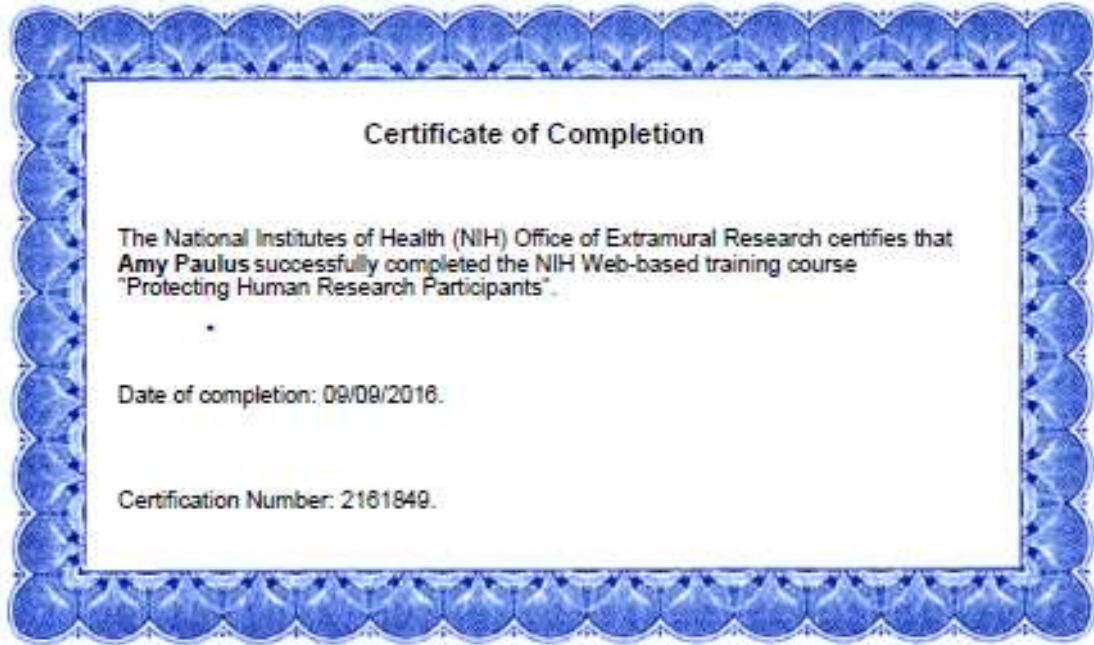 Certificate of Completion
The National Institutes of Health (NIH) Office of Extramural Research certifies that
Amy Paulus successfully completed the NIH Web-based training course
"Protecting Human Research Participants".
Date of completion: 09/09/2016.
Certification Number: 2161849.